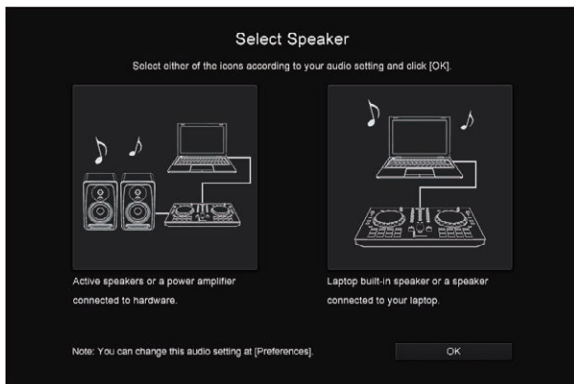 Select Speaker
Select either of the icons according to your audio setting and click [OK].
Active speakers or a power amplifier
connected to hardware.
Laptop built-in speaker or a speaker
connected to your laptop.
Note: You can change this audio setting at [Preferences].
OK